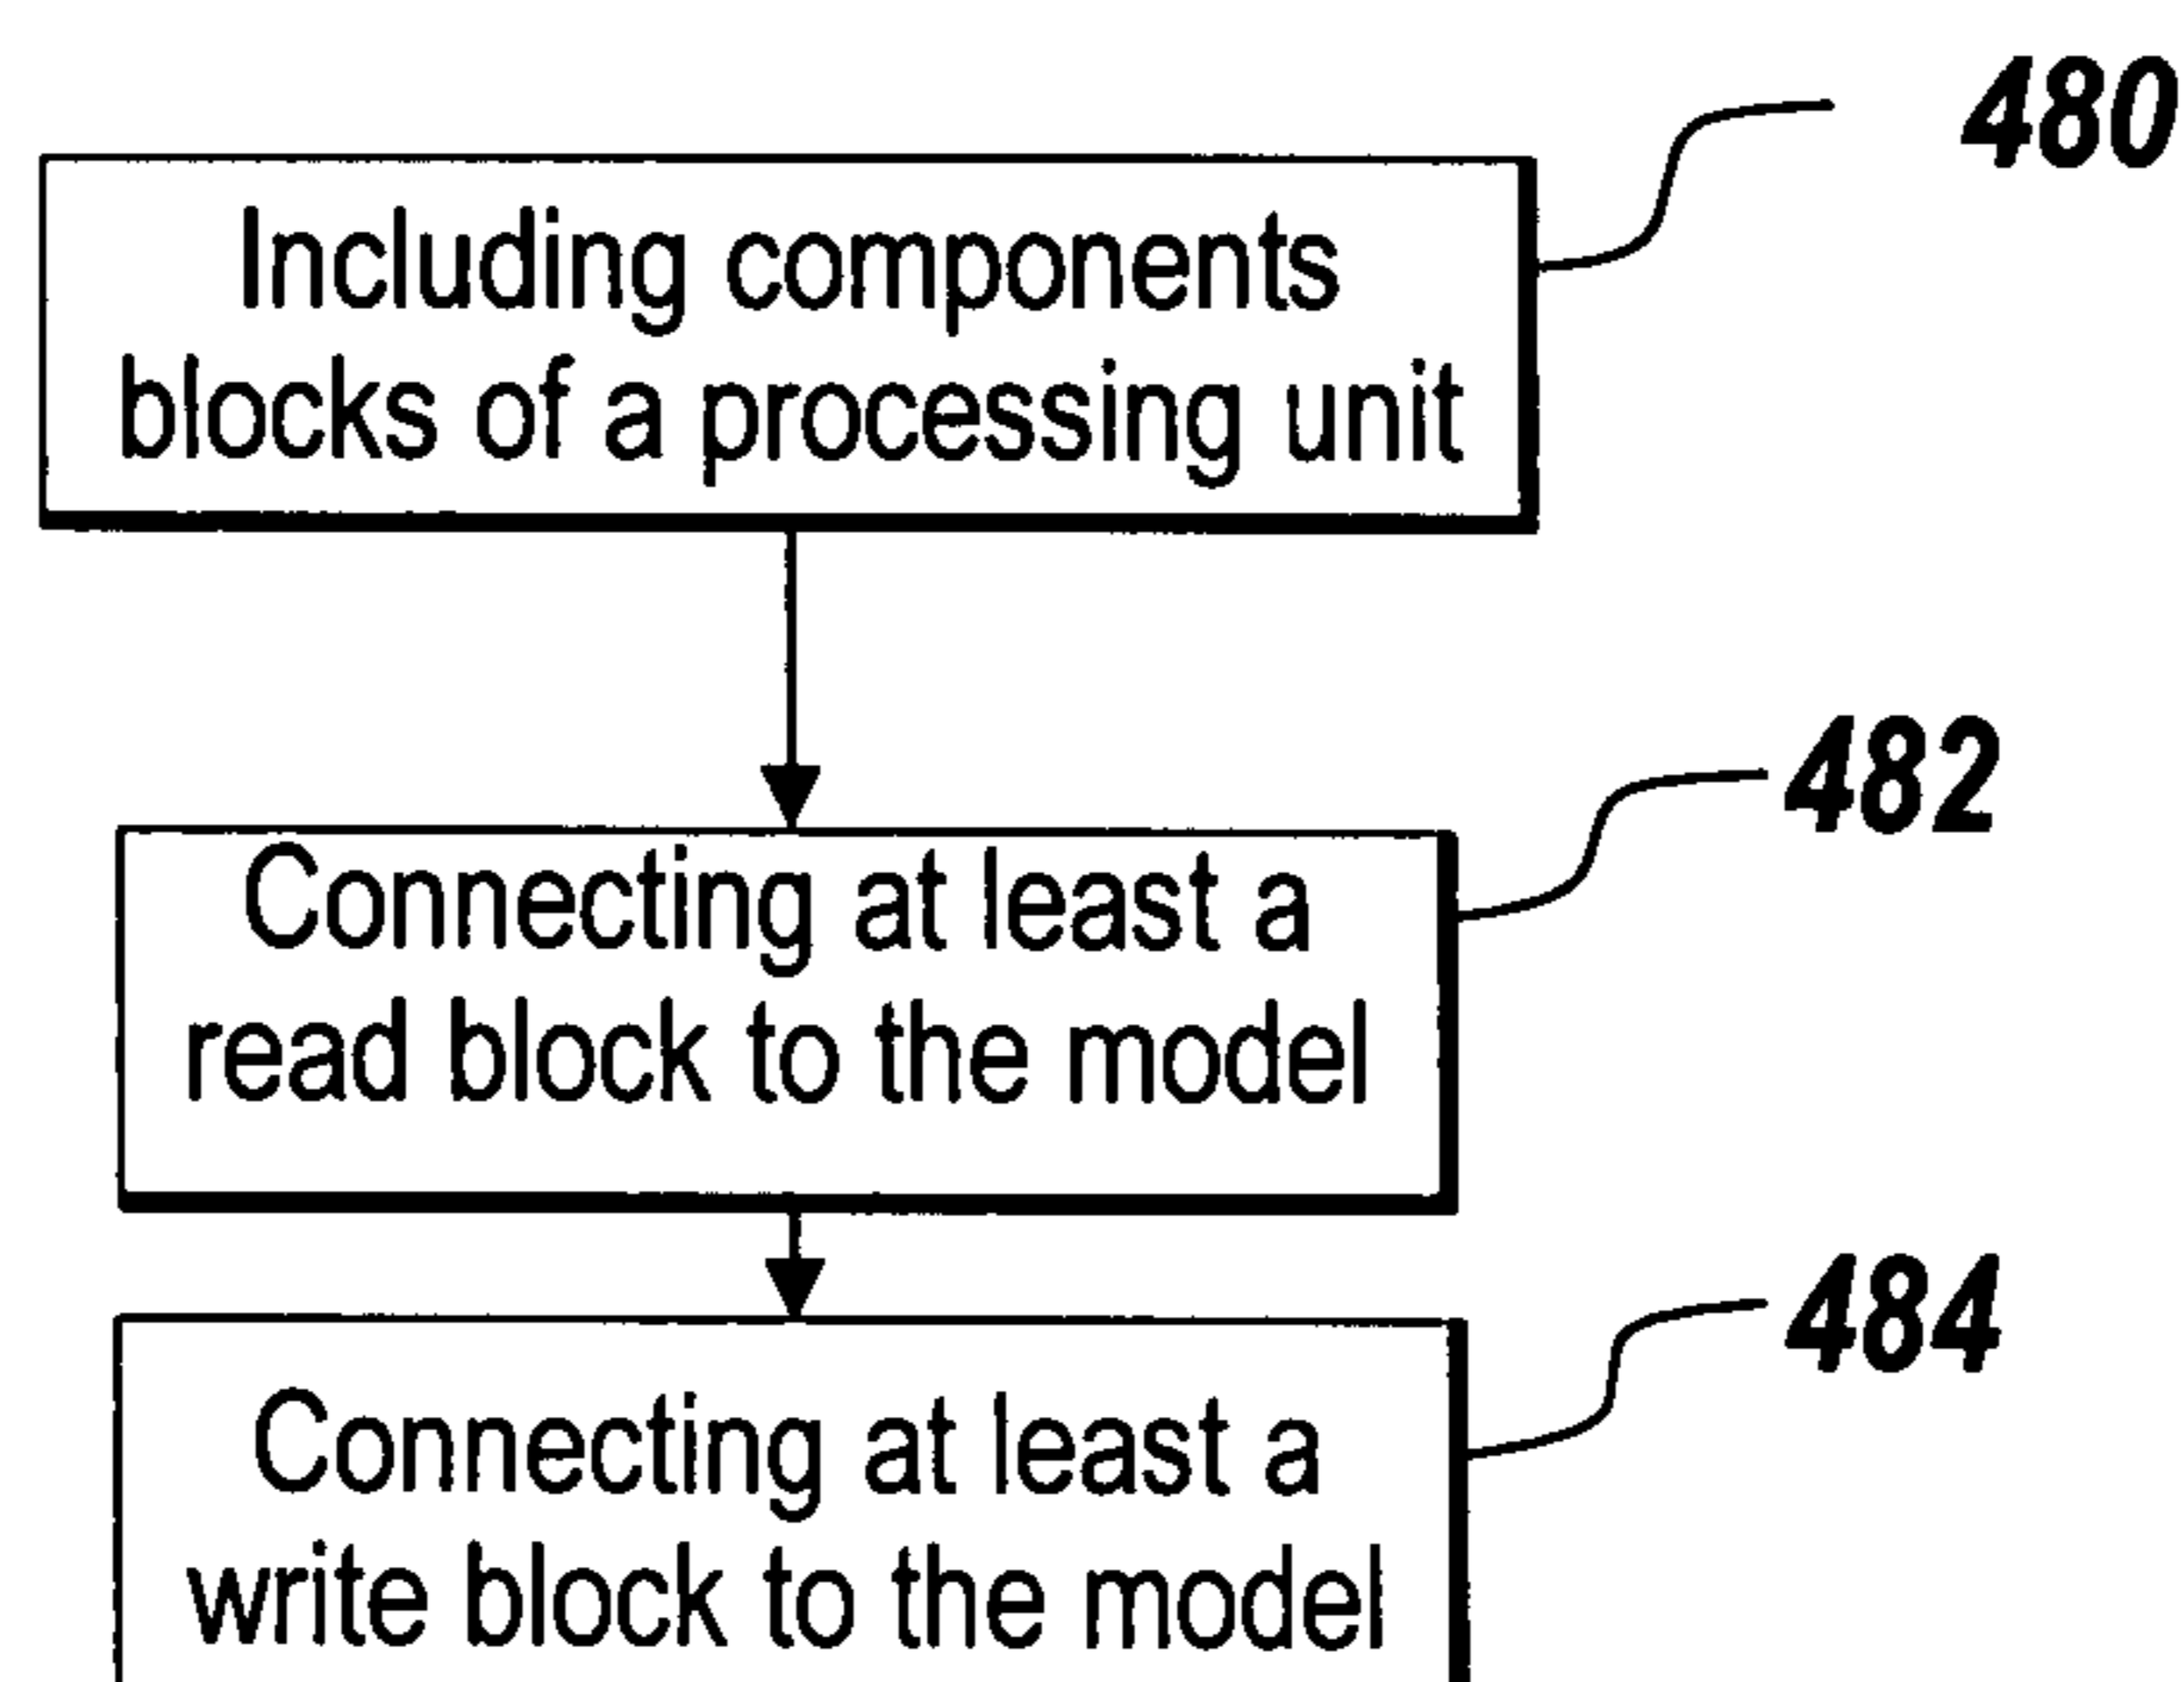 480
Including components
blocks of a processing unit
482
Connecting at least a
read block to the model
484
Connecting at least a
write block to the model